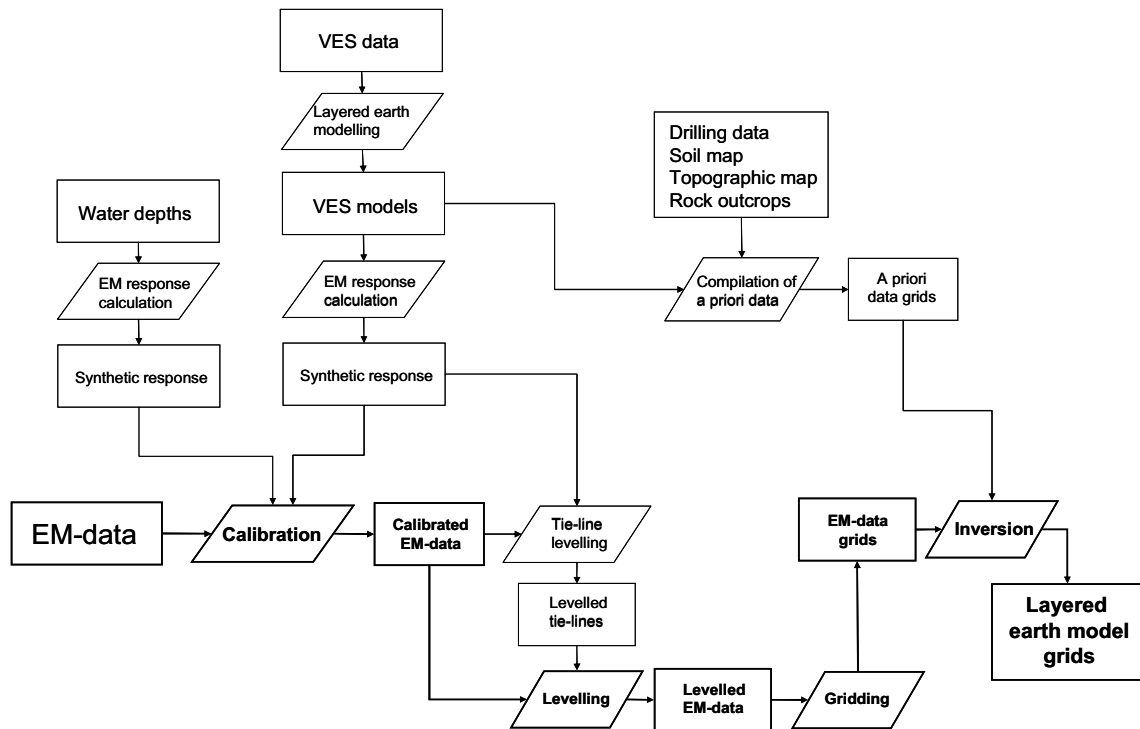 VES data
Layered earth
modelling
Drilling data
Soil map
Topographic map
Rock outcrops
Water depths
VES models
EM response
calculation
EM response
calculation
Compilation of
a priori data
A priori
data grids
Synthetic response
Synthetic response
EM-data
Calibration
Calibrated
EM-data
Tie-line
levelling
EM-data
grids
Inversion
Levelled
tie-lines
Layered
earth model
grids
Levelling
Levelled
EM-data
Gridding